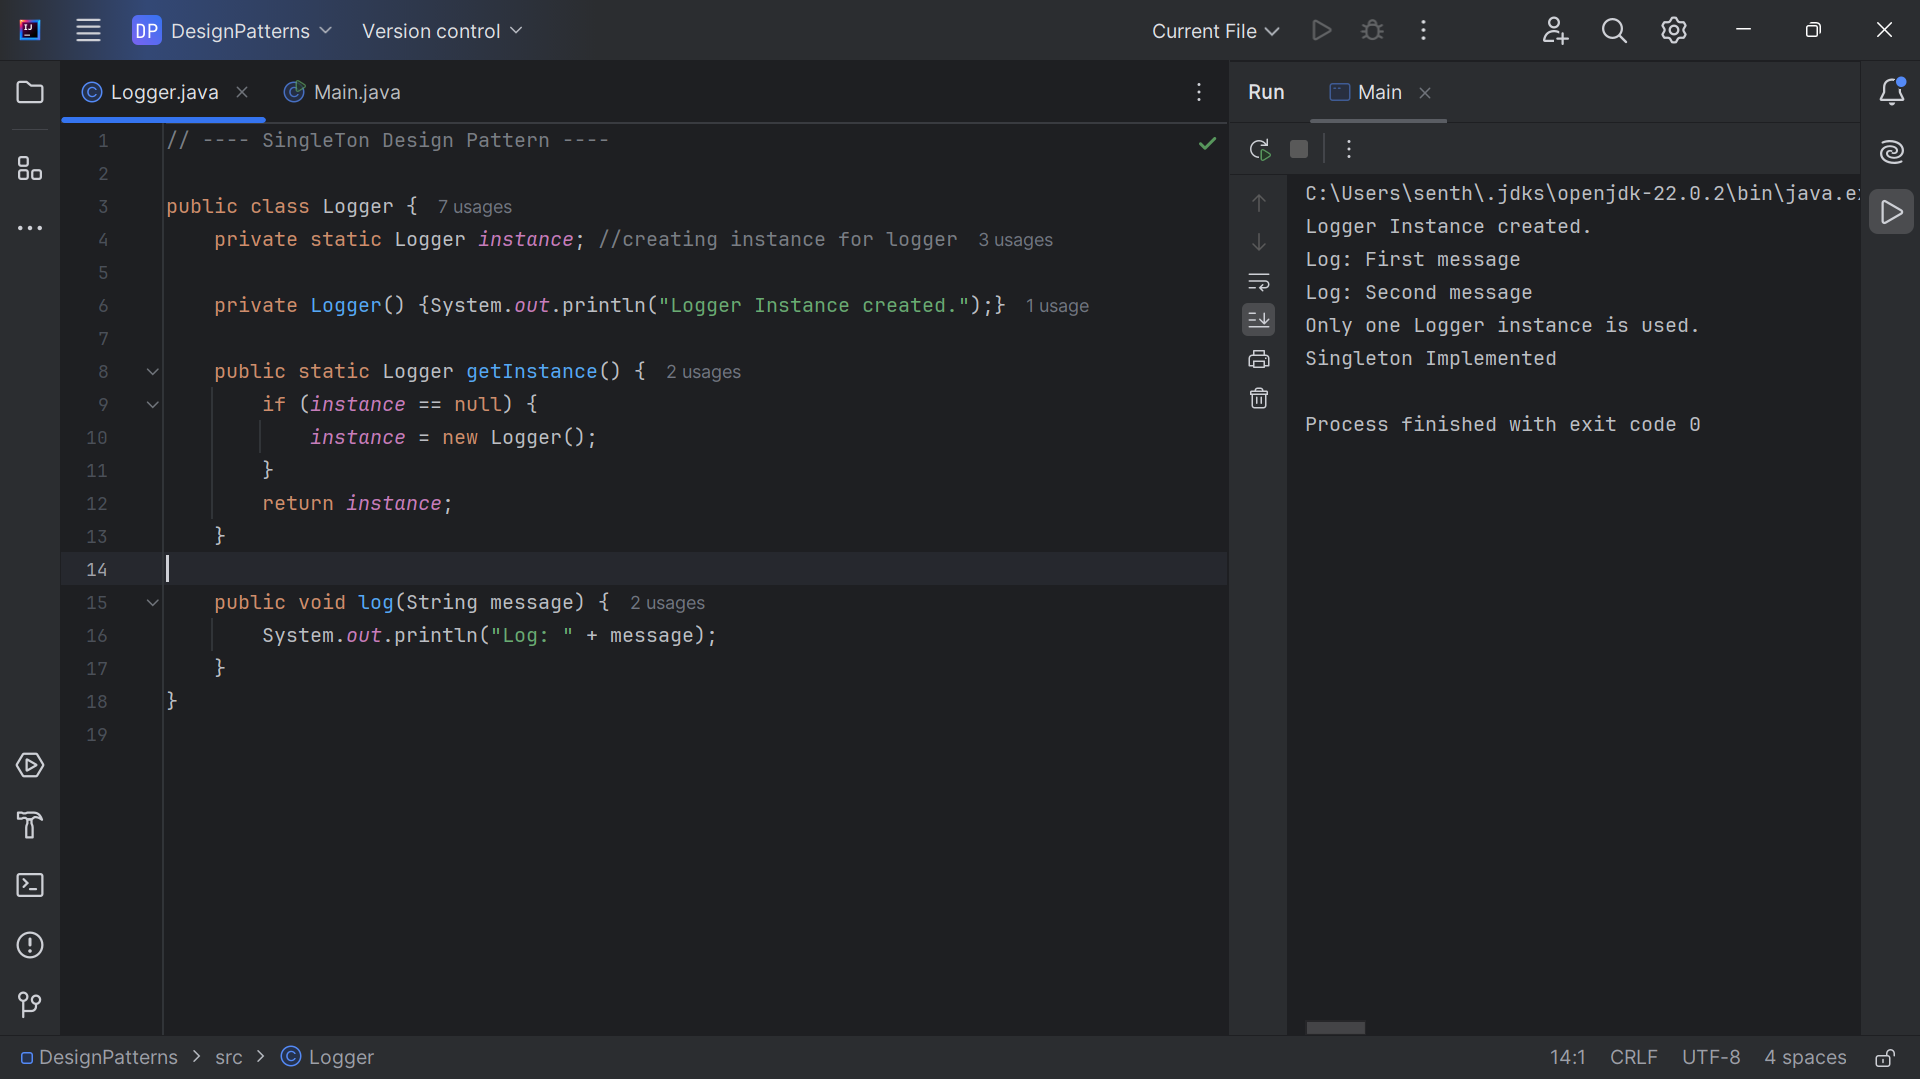 DP DesignPatterns Version control Current File
Logger.java Main.java
1 // ---- SingleTon Design Pattern ----
2
3 public class Logger { 7 usages
4 private static Logger instance; //creating instance for logger 3 usages
5
6 private Logger() {System.out.println("Logger Instance created.");} 1 usage
7
8 public static Logger getInstance() { 2 usages
9 if (instance == null) {
10 instance = new Logger();
11 }
12 return instance;
13 }
14
15 public void log(String message) { 2 usages
16 System.out.println("Log: " + message);
17 }
18 }
19
Run Main
C:\Users\senth\.jdks\openjdk-22.0.2\bin\java.e
Logger Instance created.
Log: First message
Log: Second message
Only one Logger instance is used.
Singleton Implemented
Process finished with exit code 0
DesignPatterns > src > Logger
14:1 CRLF UTF-8 4 spaces